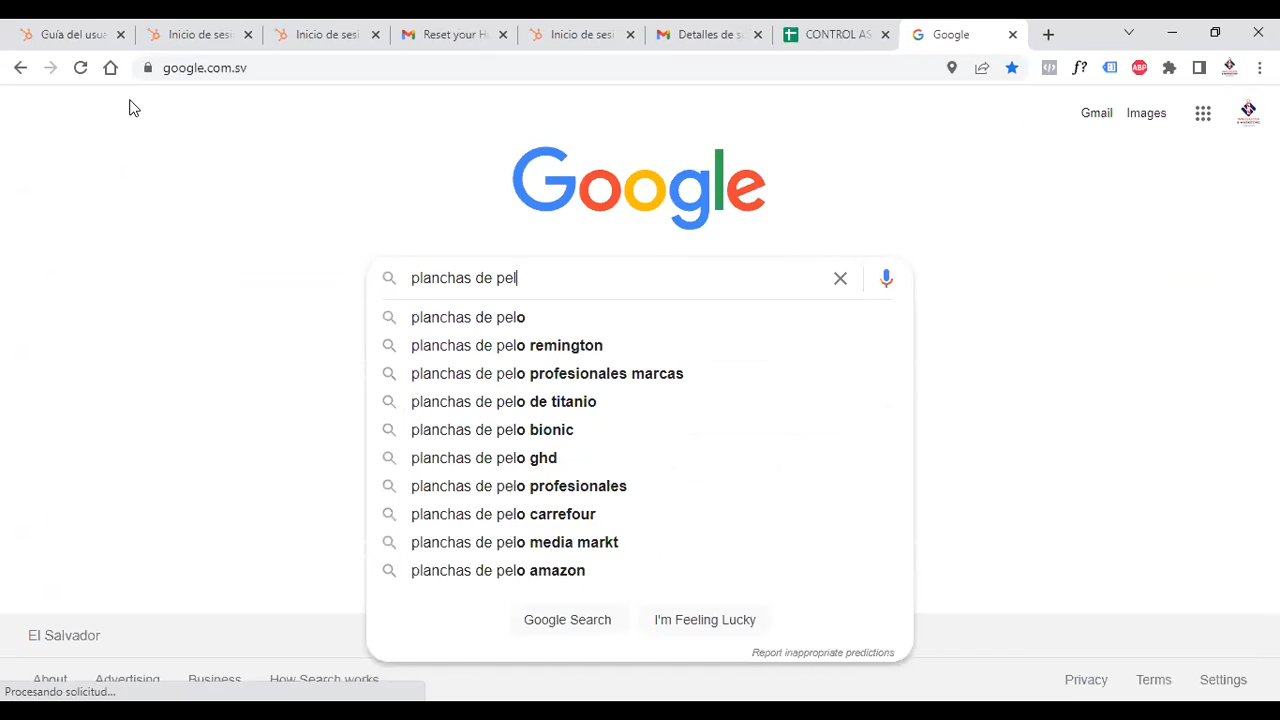 Guía del usua
Inicio de sesi
Inicio de sesi
Reset your H
Inicio de sesi
Detalles de su
CONTROL AS
Google
google.com.sv
f?
ABP
Gmail
Images
Google
planchas de pel
planchas de pelo
planchas de pelo remington
planchas de pelo profesionales marcas
planchas de pelo de titanio
planchas de pelo bionic
planchas de pelo ghd
planchas de pelo profesionales
planchas de pelo carrefour
planchas de pelo media markt
planchas de pelo amazon
Google Search
I'm Feeling Lucky
Report inappropriate predictions
El Salvador
About
Advertising
Business
How Search works
Privacy
Terms
Settings
Procesando solicitud...